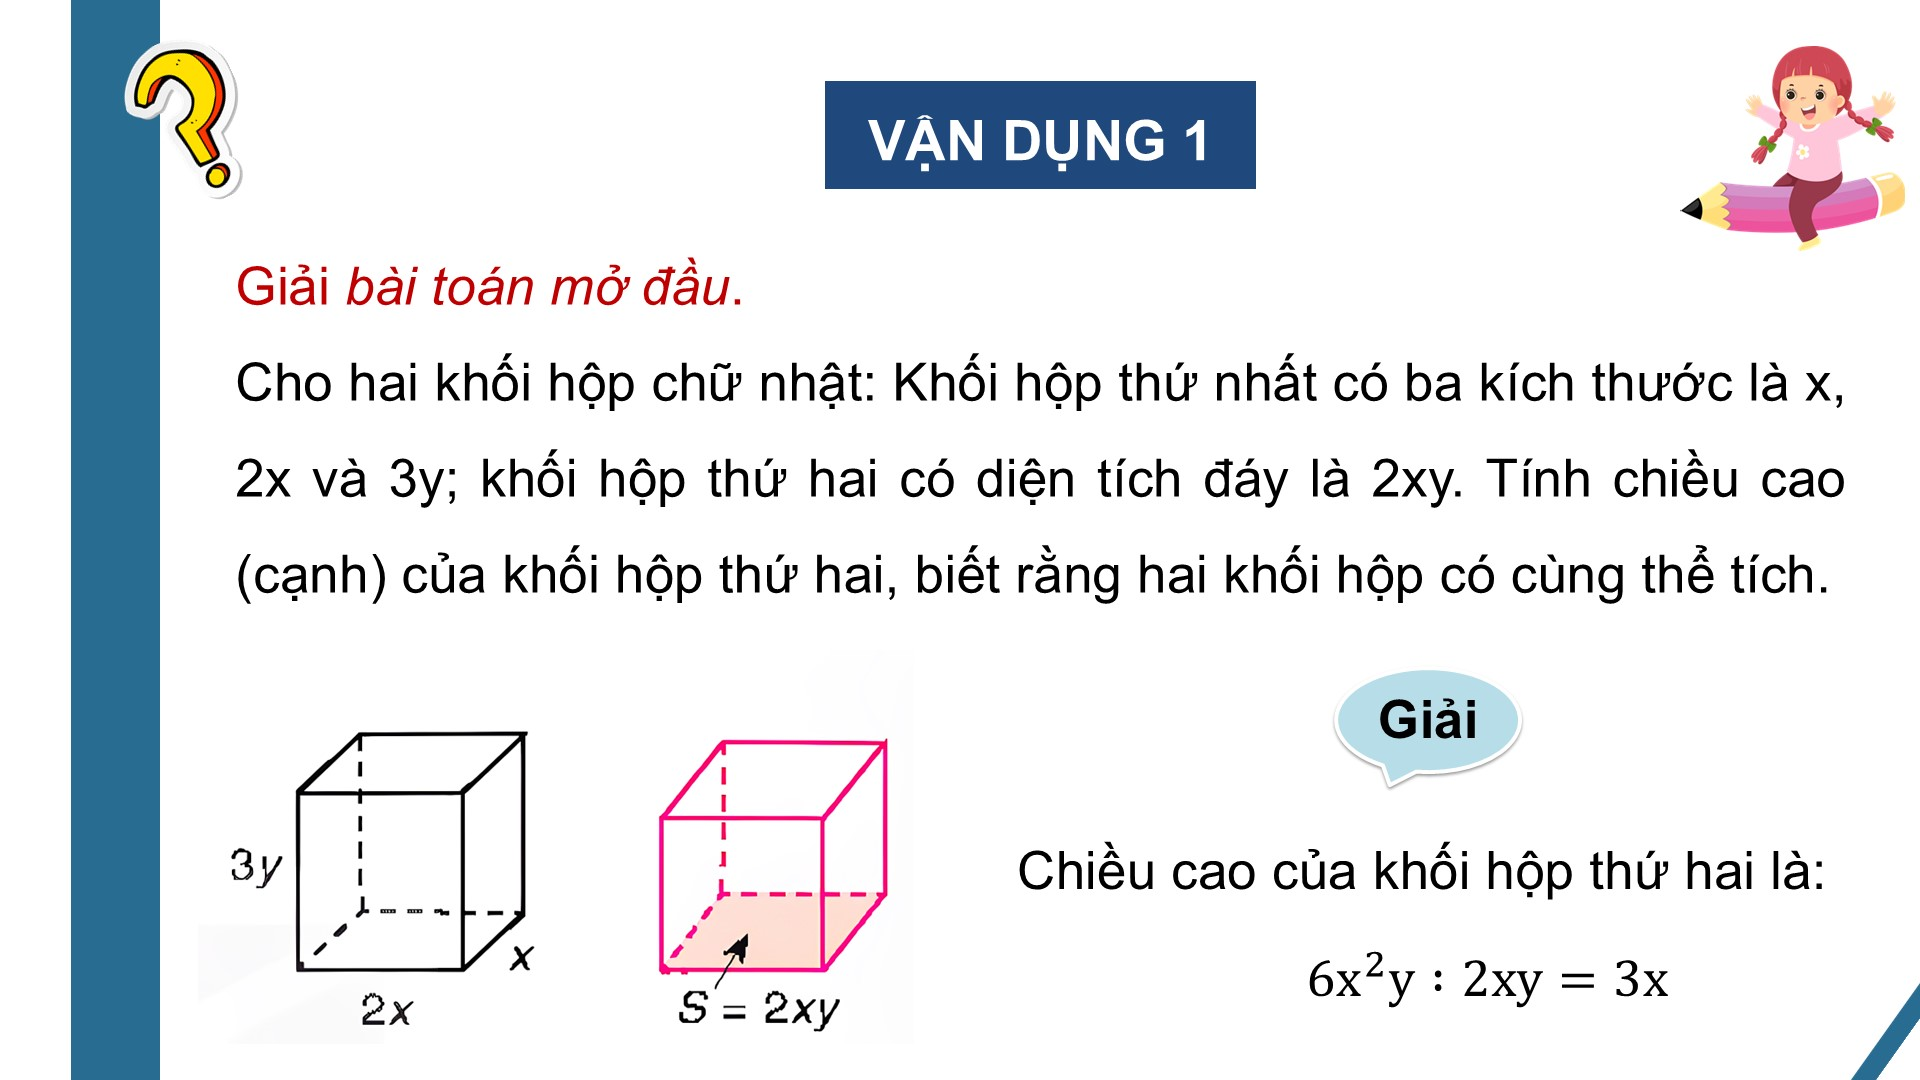 VẬN DỤNG 1
Giải bài toán mở đầu.
Cho hai khối hộp chữ nhật: Khối hộp thứ nhất có ba kích thước là x,
2x và 3y; khối hộp thứ hai có diện tích đáy là 2xy. Tính chiều cao
(cạnh) của khối hộp thứ hai, biết rằng hai khối hộp có cùng thể tích.
Giải
3y
x
2x
S = 2xy
Chiều cao của khối hộp thứ hai là:
6x²y : 2xy = 3x